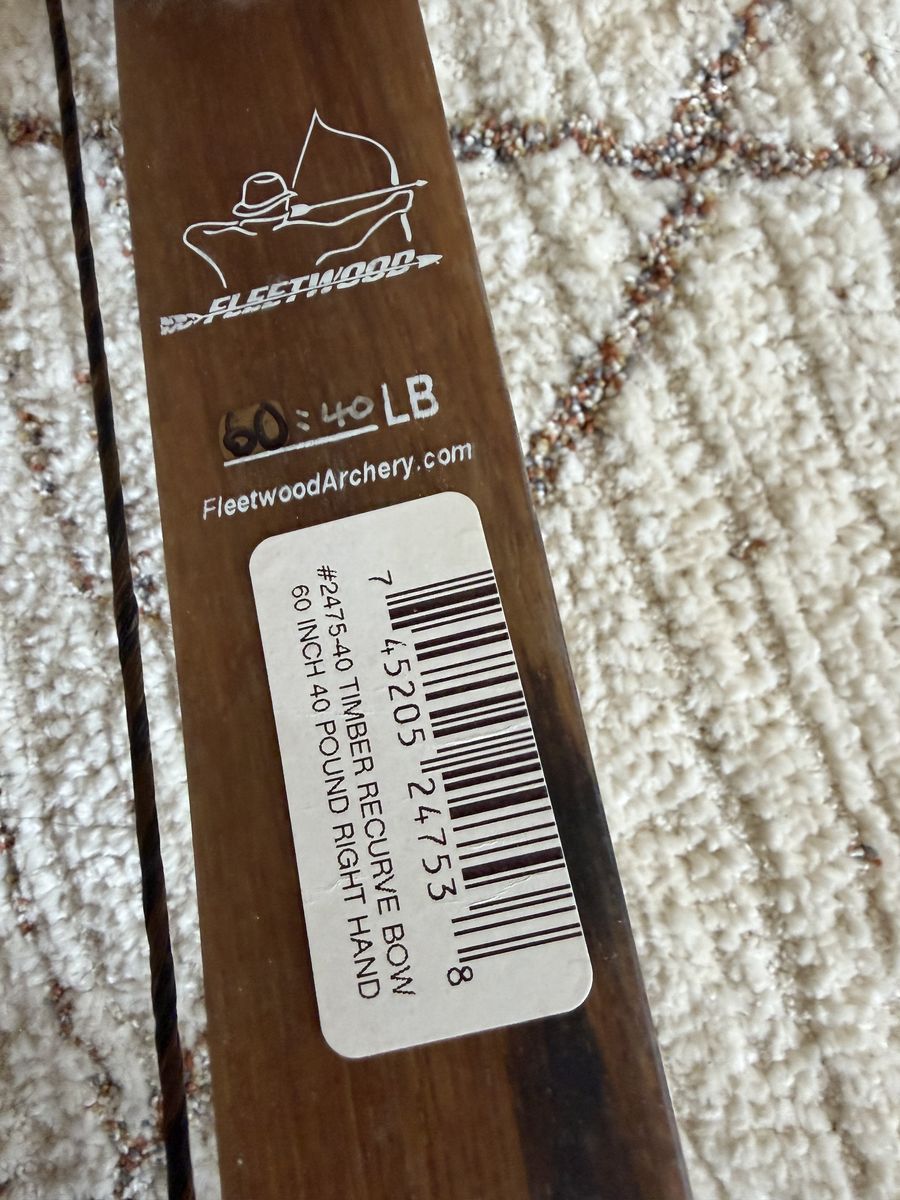 FLEETWOOD
60:40 LB
FleetwoodArchery.com
7 45205 24753 8
#2475-40 TIMBER RECURVE BOW
60 INCH 40 POUND RIGHT HAND